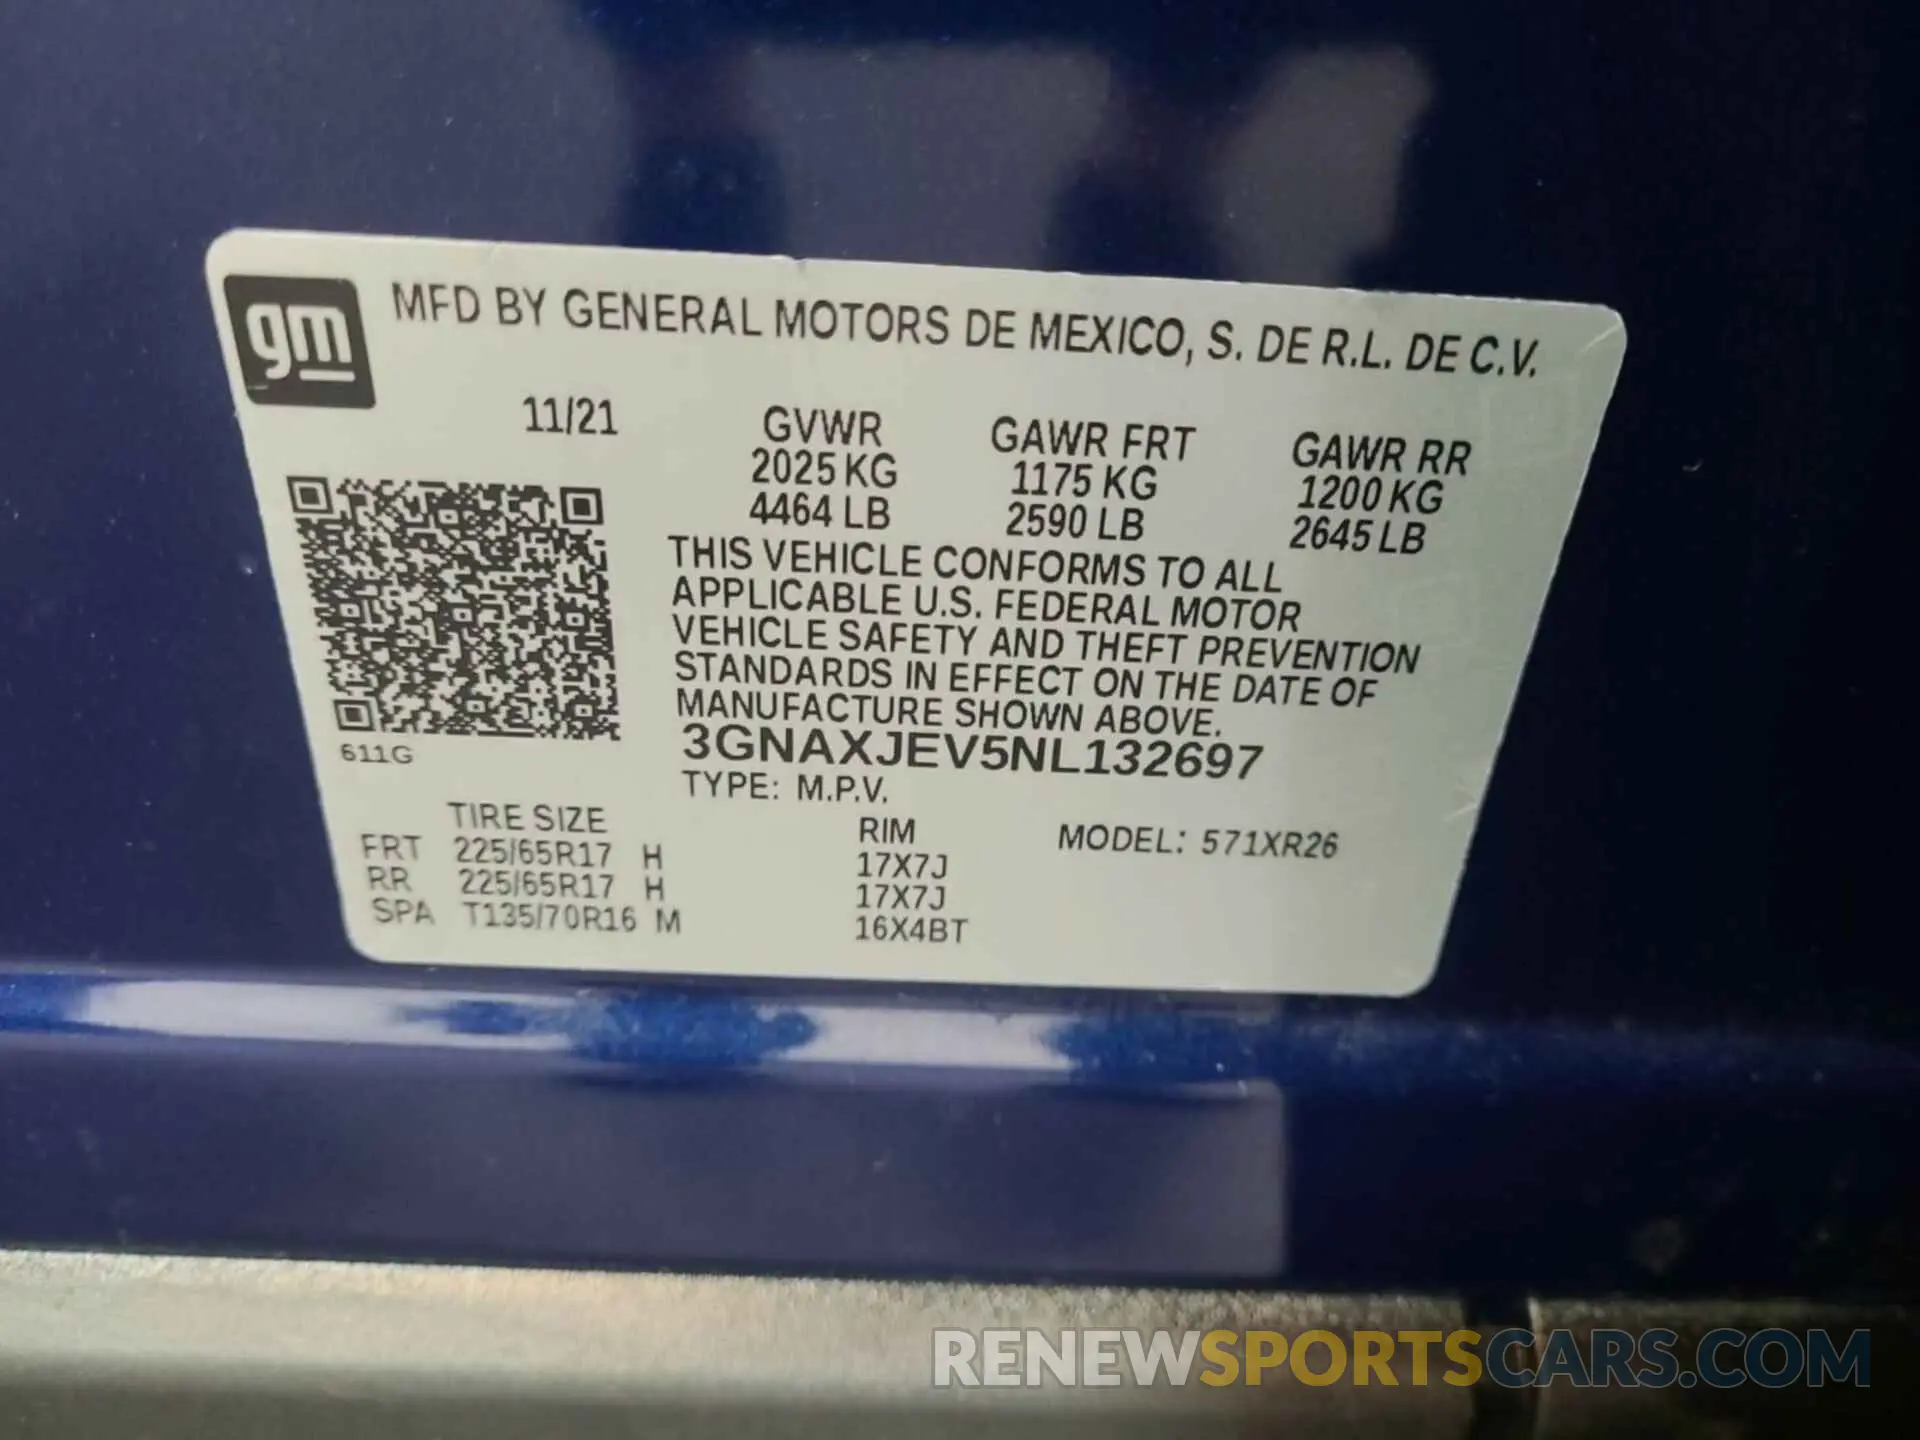 gm
MFD BY GENERAL MOTORS DE MEXICO, S. DE R.L. DE C.V.
11/21
GVWR GAWR FRT GAWR RR
2025 KG 1175 KG 1200 KG
4464 LB 2590 LB 2645 LB
THIS VEHICLE CONFORMS TO ALL
APPLICABLE U.S. FEDERAL MOTOR
VEHICLE SAFETY AND THEFT PREVENTION
STANDARDS IN EFFECT ON THE DATE OF
MANUFACTURE SHOWN ABOVE.
3GNAXJEV5NL132697
611G
TYPE: M.P.V.
TIRE SIZE RIM MODEL: 571XR26
FRT 225/65R17 H 17X7J
RR 225/65R17 H 17X7J
SPA T135/70R16 M 16X4BT
RENEWSPORTSCARS.COM